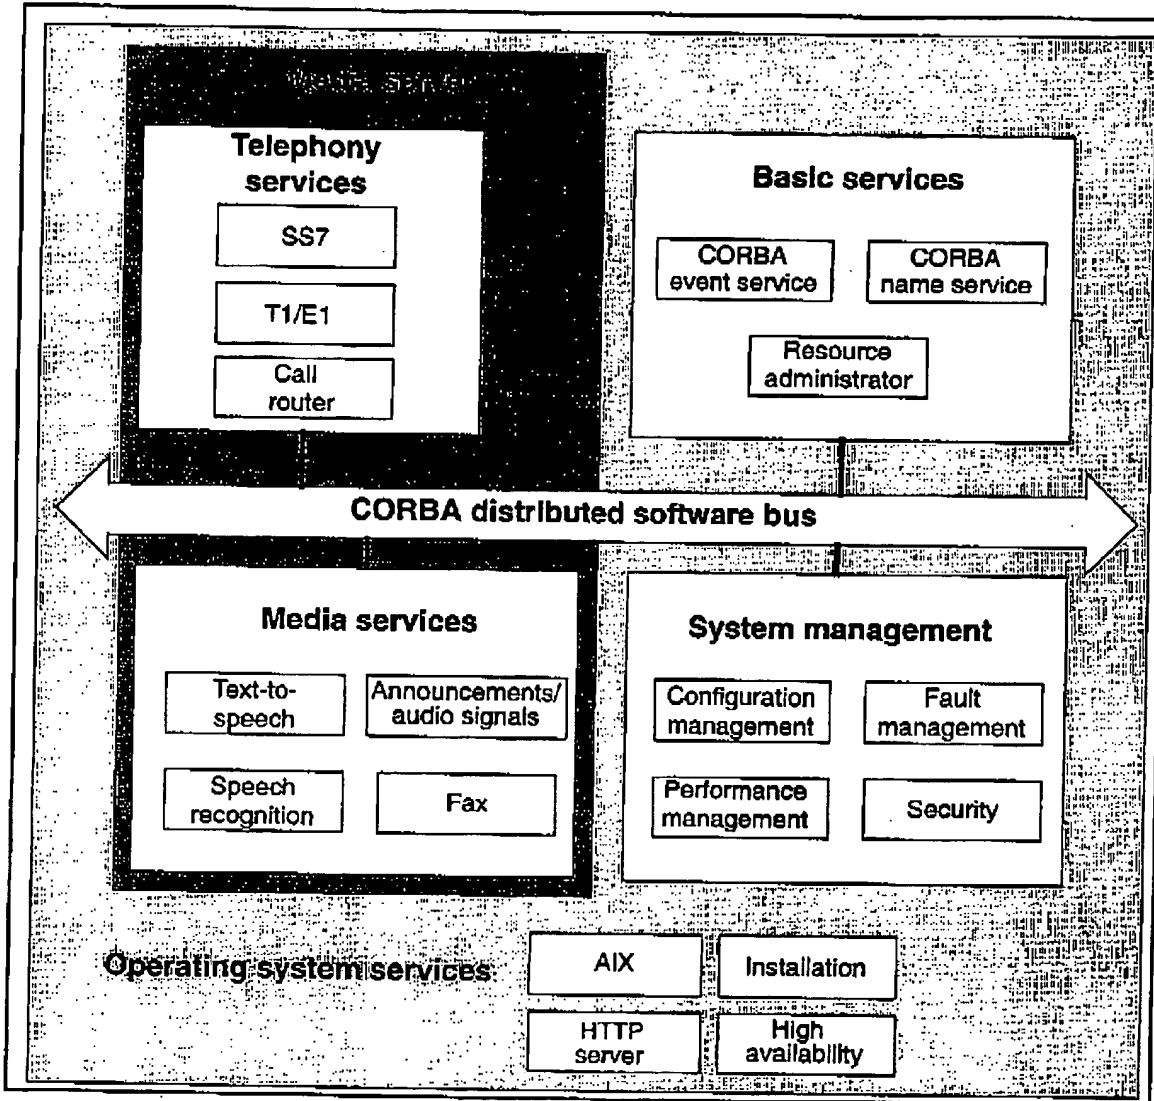 Telephony
services
SS7
T1/E1
Call
router
Basic services
CORBA
event service
CORBA
name service
Resource
administrator
CORBA distributed software bus
Media services
Text-to-
speech
Announcements/
audio signals
Speech
recognition
Fax
System management
Configuration
management
Fault
management
Performance
management
Security
Operating system services
AIX
Installation
HTTP
server
High
availability